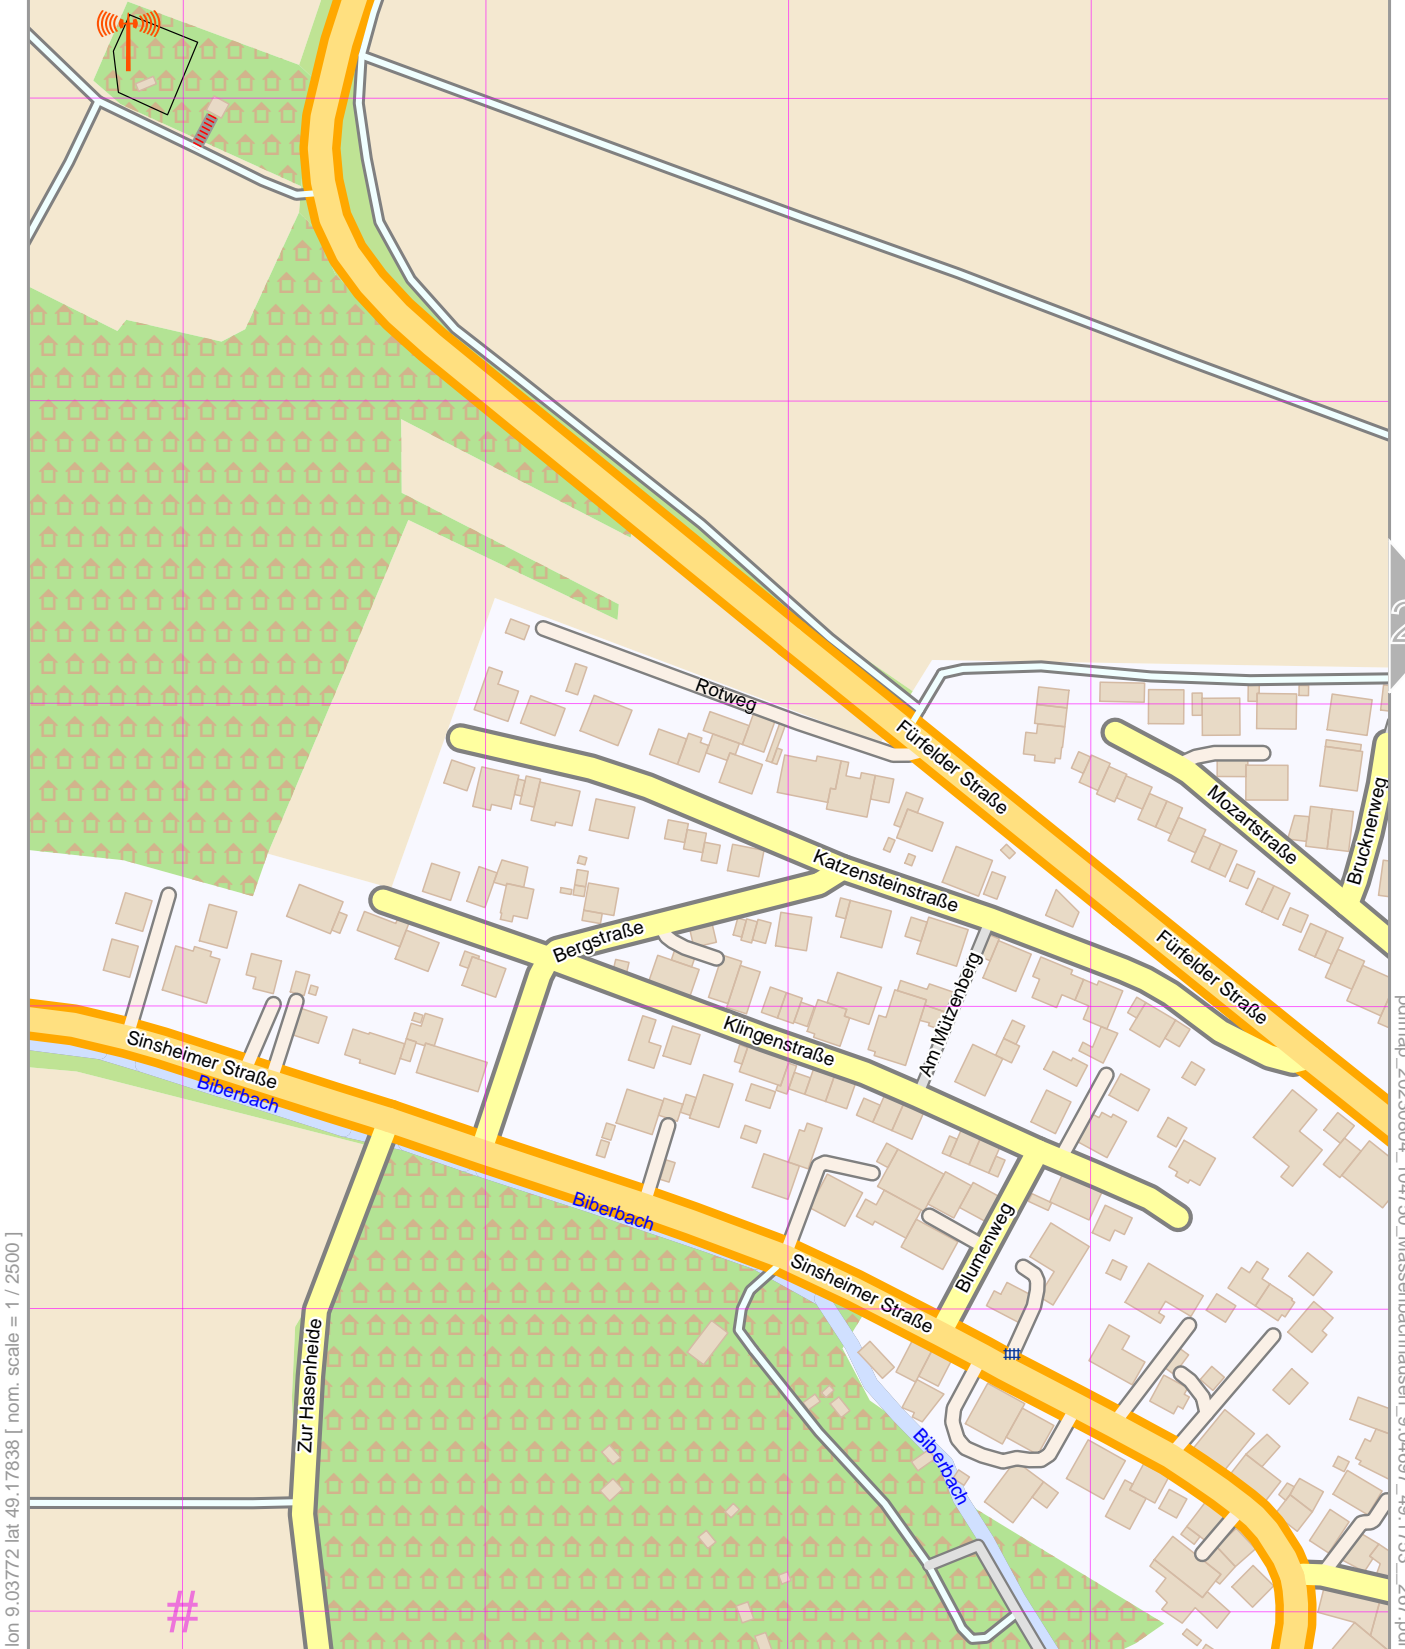 Rotweg
Fürfelder Straße
Mozartstraße
Brucknerweg
Katzensteinstraße
Bergstraße
Fürfelder Straße
Am Mützenberg
Klingenstraße
Sinsheimer Straße
Biberbach
Biberbach
Blumenweg
Sinsheimer Straße
Zur Hasenheide
Biberbach
#
2
lon 9.03772 lat 49.17838 [ nom. scale = 1 / 2500 ]